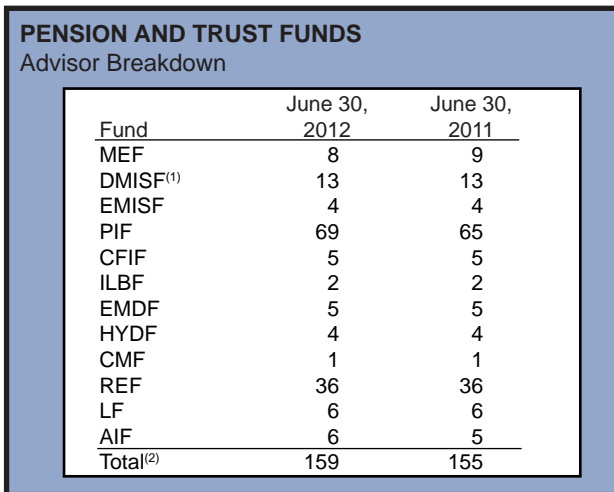 PENSION AND TRUST FUNDS
Advisor Breakdown
June 30, June 30,
Fund 2012 2011
MEF 8 9
DMISF(1) 13 13
EMISF 4 4
PIF 69 65
CFIF 5 5
ILBF 2 2
EMDF 5 5
HYDF 4 4
CMF 1 1
REF 36 36
LF 6 6
AIF 6 5
Total(2) 159 155